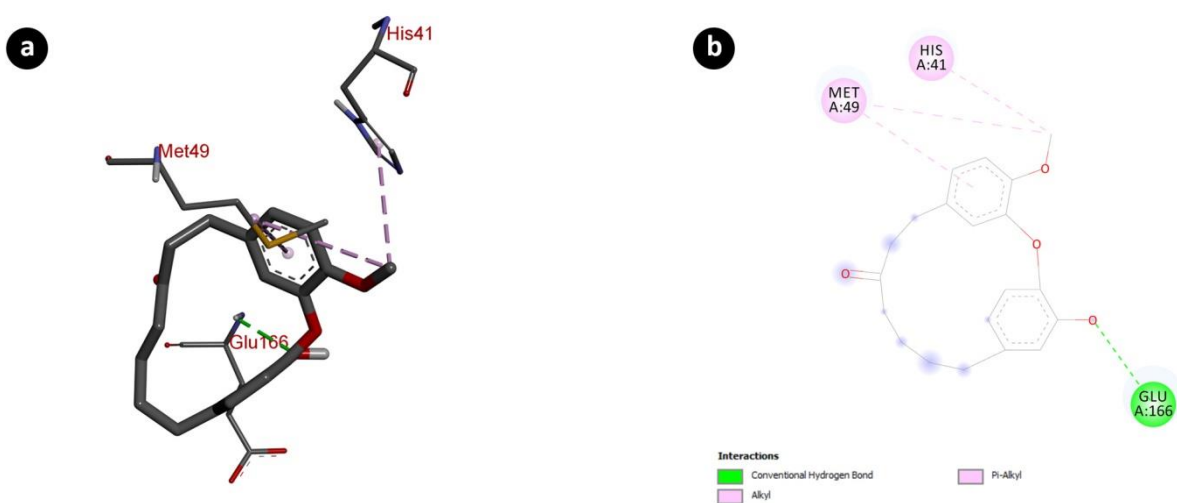 a
His41
Met49
Glu166
b
HIS
A:41
MET
A:49
O
O
O
O
GLU
A:166
Interactions
Conventional Hydrogen Bond
Alkyl
Pi-Alkyl